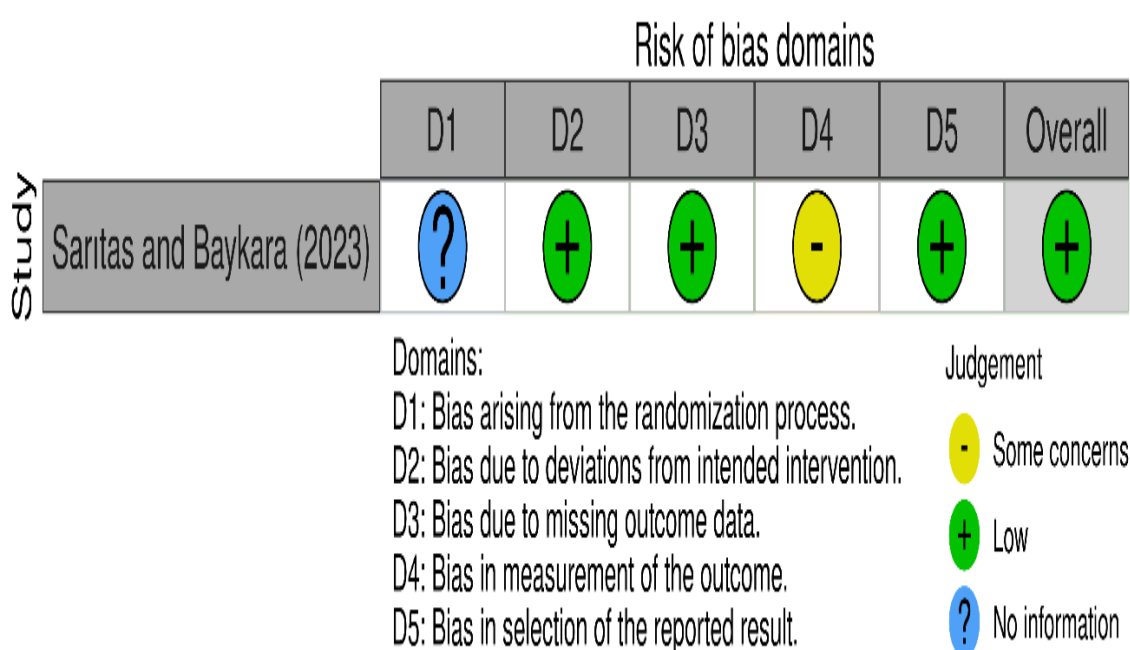 Risk of bias domains
D1 D2 D3 D4 D5 Overall
Study
Sarıtas and Baykara (2023) ? + + - + +
Domains:
D1: Bias arising from the randomization process.
D2: Bias due to deviations from intended intervention.
D3: Bias due to missing outcome data.
D4: Bias in measurement of the outcome.
D5: Bias in selection of the reported result.
Judgement
- Some concerns
+ Low
? No information